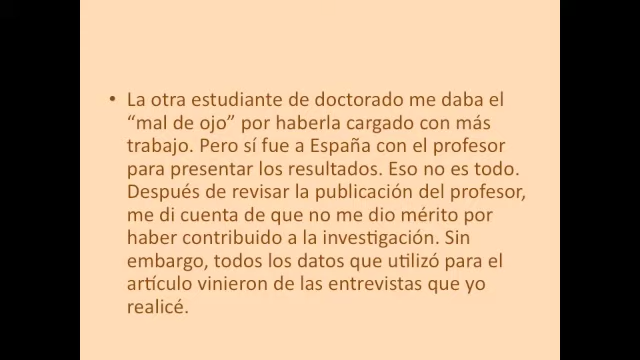 • La otra estudiante de doctorado me daba el
“mal de ojo” por haberla cargado con más
trabajo. Pero sí fue a España con el profesor
para presentar los resultados. Eso no es todo.
Después de revisar la publicación del profesor,
me di cuenta de que no me dio mérito por
haber contribuido a la investigación. Sin
embargo, todos los datos que utilizó para el
artículo vinieron de las entrevistas que yo
realicé.